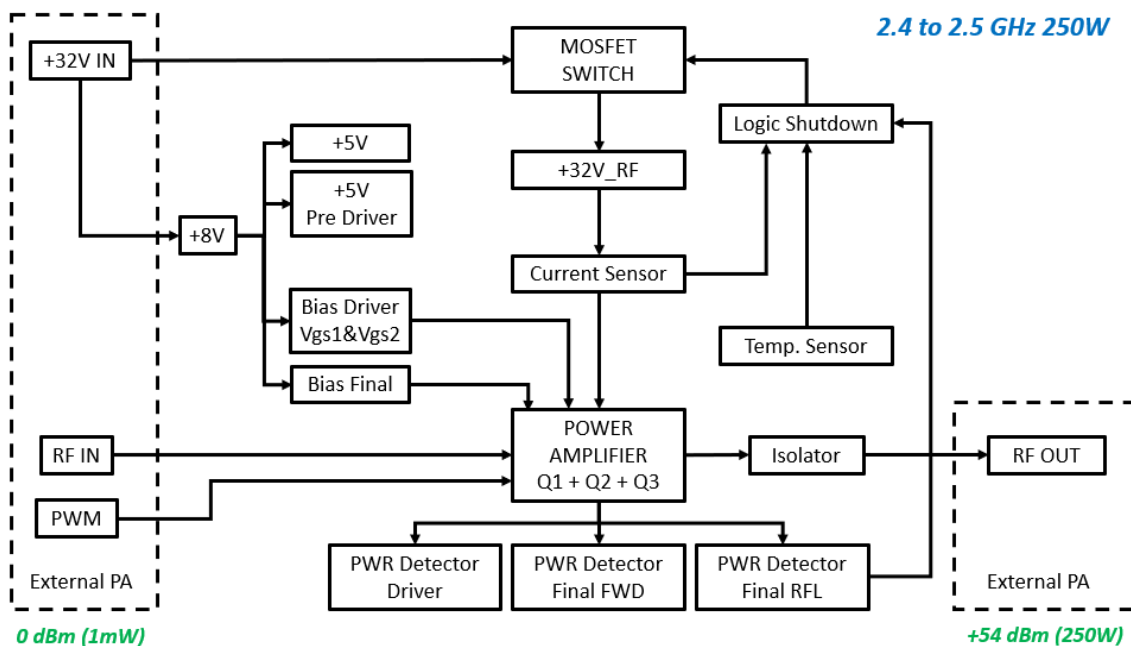 2.4 to 2.5 GHz 250W
+32V IN
MOSFET
SWITCH
Logic Shutdown
+5V
+32V_RF
+5V
Pre Driver
+8V
Current Sensor
Bias Driver
Vgs1&Vgs2
Temp. Sensor
Bias Final
RF IN
POWER
AMPLIFIER
Q1 + Q2 + Q3
Isolator
RF OUT
PWM
PWR Detector
Driver
PWR Detector
Final FWD
PWR Detector
Final RFL
External PA
External PA
0 dBm (1mW)
+54 dBm (250W)